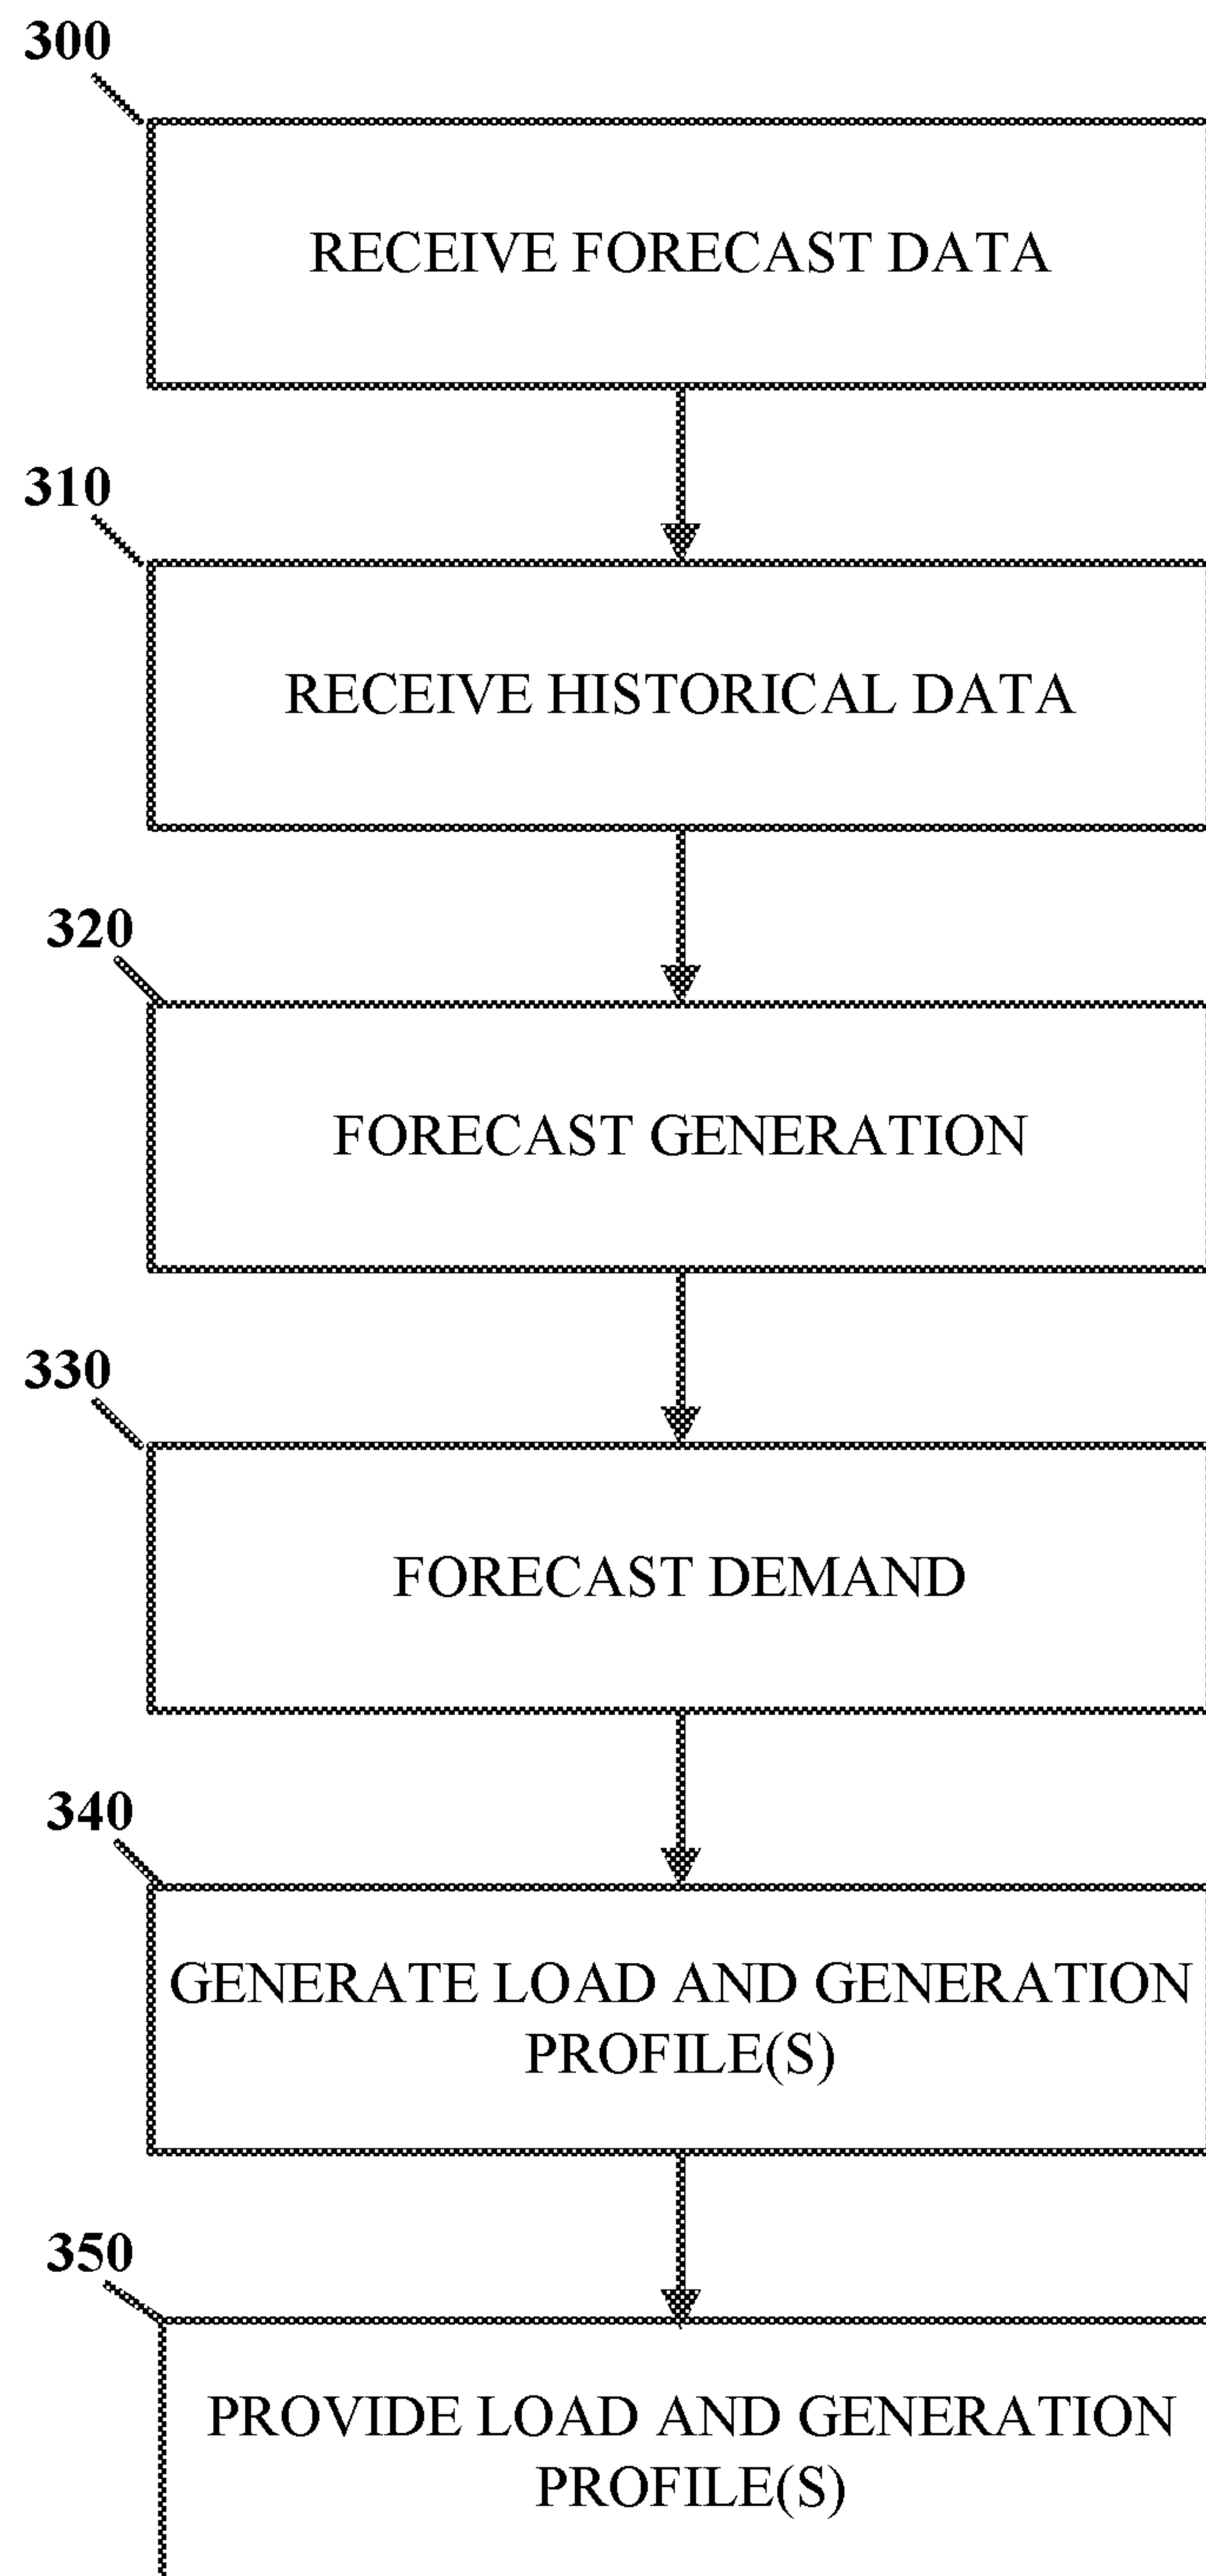 300
RECEIVE FORECAST DATA
310
RECEIVE HISTORICAL DATA
320
FORECAST GENERATION
330
FORECAST DEMAND
340
GENERATE LOAD AND GENERATION
PROFILE(S)
350
PROVIDE LOAD AND GENERATION
PROFILE(S)